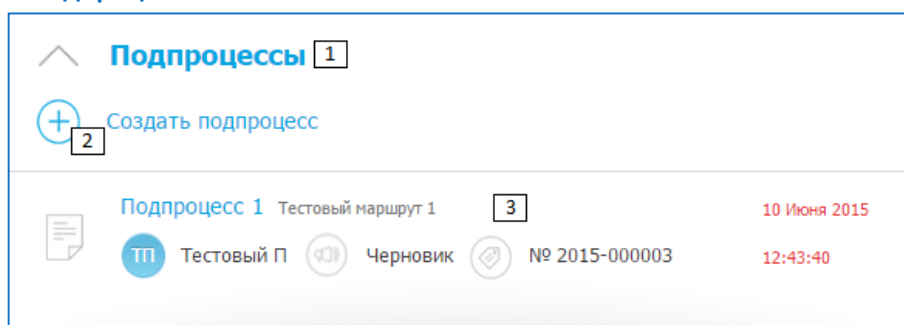 Подпроцессы 1
2 Создать подпроцесс
Подпроцесс 1 Тестовый маршрут 1 3 10 Июня 2015
ТП Тестовый П Черновик № 2015-000003 12:43:40